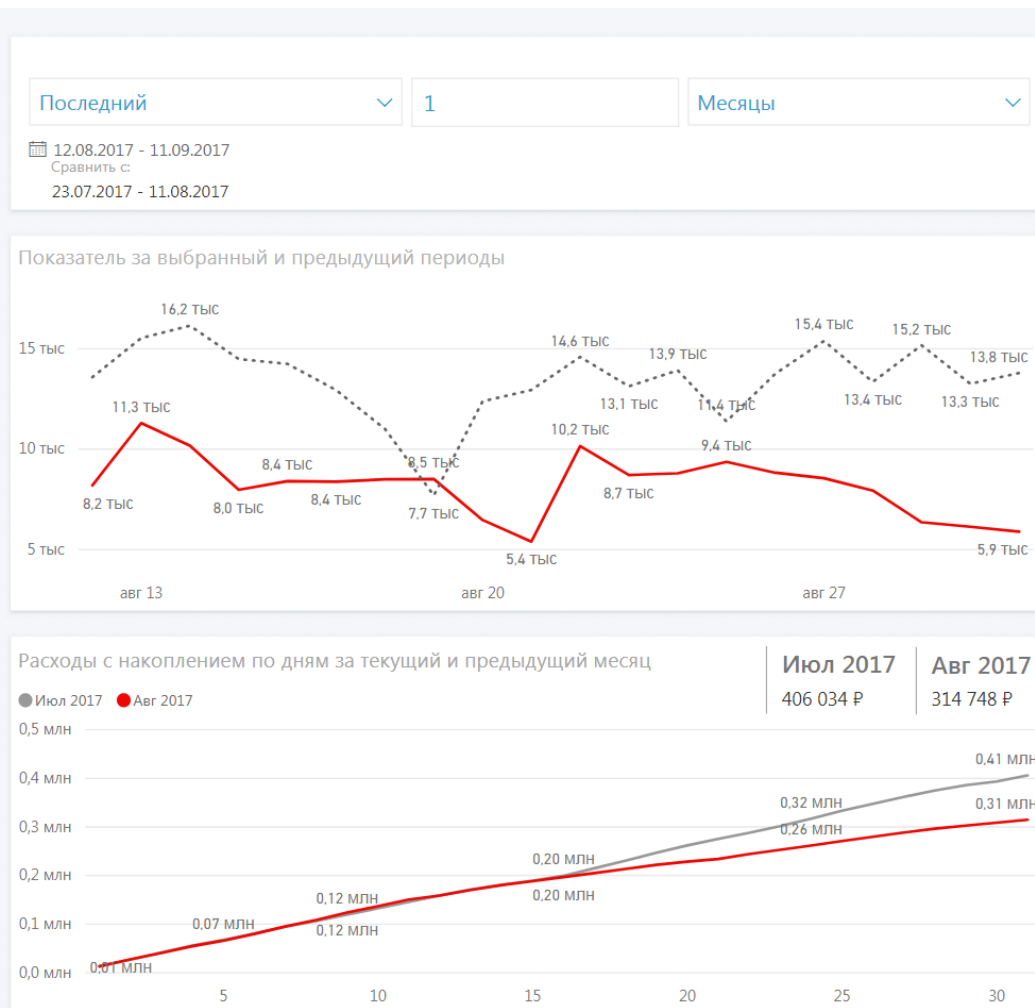 Последний 1 Месяцы
12.08.2017 - 11.09.2017
Сравнить с:
23.07.2017 - 11.08.2017
Показатель за выбранный и предыдущий периоды
16,2 тыс
15,4 тыс
15,2 тыс
14,6 тыс
15 тыс
13,9 тыс
13,8 тыс
11,3 тыс
13,1 тыс
11,4 тыс
13,4 тыс
13,3 тыс
10,2 тыс
10 тыс
9,4 тыс
8,4 тыс
8,5 тыс
8,2 тыс
8,0 тыс
8,4 тыс
7,7 тыс
8,7 тыс
5 тыс
5,4 тыс
5,9 тыс
авг 13 авг 20 авг 27
Расходы с накоплением по дням за текущий и предыдущий месяц
Июл 2017 Авг 2017
406 034 ₽ 314 748 ₽
Июл 2017 Авг 2017
0,5 млн
0,41 млн
0,4 млн
0,32 млн
0,31 млн
0,3 млн
0,26 млн
0,20 млн
0,2 млн
0,20 млн
0,12 млн
0,1 млн
0,07 млн
0,12 млн
0,0 млн
0,01 млн
5 10 15 20 25 30